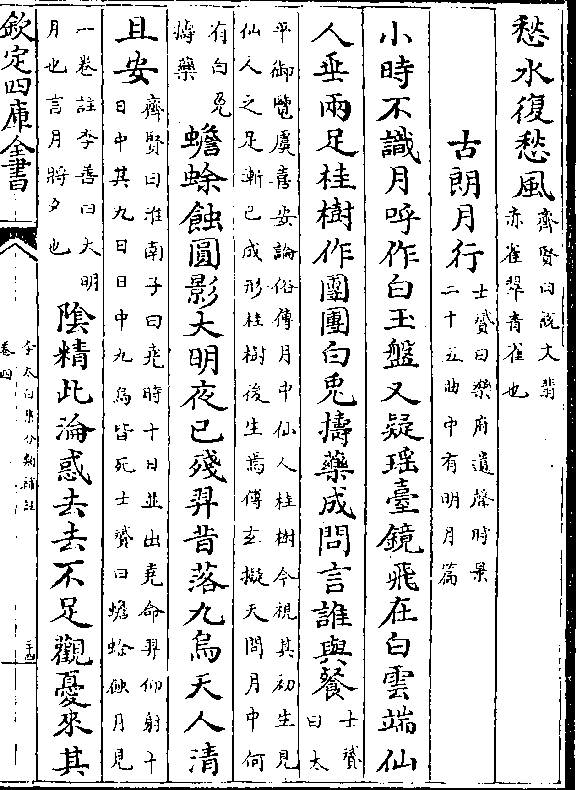 愁水復愁風
齊賢曰説文翡
赤雀翠青雀也
古朗月行
士贇曰樂府遺聲時景
二十五曲中有明月篇
小時不識月呼作白玉盤又疑瑶臺鏡飛在白雲端仙
人垂兩足桂樹作團團白兎擣藥成問言誰與餐
士贇
曰太
平御覽虞喜安論俗傳月中仙人桂樹今視其初生見
仙人之足漸已成形桂樹後生焉傅玄擬天問月中何
有白兎
擣藥
蟾蜍蝕圓影大明夜已殘羿昔落九烏天人清
且安
齊賢曰淮南子曰堯時十日並出堯命羿仰射十
日中其九日日中九烏皆死士贇曰蟾蜍蝕月見
一卷註李善曰大明
月也言月將夕也
陰精此淪惑去去不足觀憂來其
欽定四庫全書
李太白集分類補註
卷四